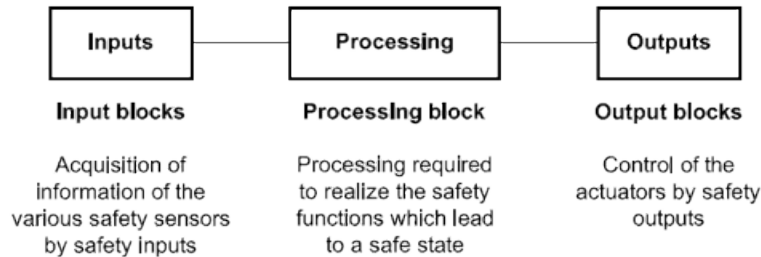 Inputs
Processing
Outputs
Input blocks
Processing block
Output blocks
Acquisition of
information of the
various safety sensors
by safety inputs
Processing required
to realize the safety
functions which lead
to a safe state
Control of the
actuators by safety
outputs